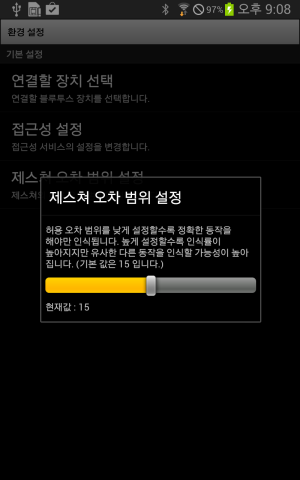 97% 오후 9:08
환경 설정
기본 설정
연결할 장치 선택
연결할 블루투스 장치를 선택합니다.
접근성 설정
접근성 서비스의 설정을 변경합니다.
제스쳐 오차 범위 설정
제스쳐의
제스쳐 오차 범위 설정
허용 오차 범위를 낮게 설정할수록 정확한 동작을
해야만 인식됩니다. 높게 설정할수록 인식률이
높아지지만 유사한 다른 동작을 인식할 가능성이 높아
집니다. (기본 값은 15 입니다.)
현재값 : 15